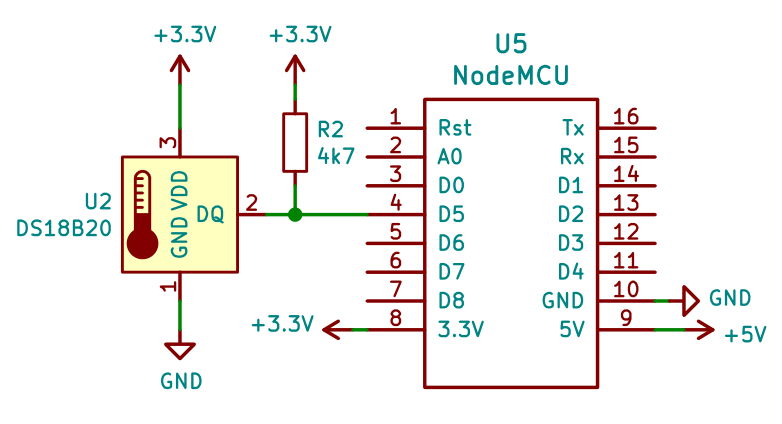 +3.3V
+3.3V
U5
NodeMCU
R2
4k7
U2
DS18B20
3
VDD
GND
DQ
2
1
GND
1
Rst
2
A0
3
D0
4
D5
5
D6
6
D7
7
D8
8
3.3V
+3.3V
16
Tx
15
Rx
14
D1
13
D2
12
D3
11
D4
10
GND
GND
9
5V
+5V